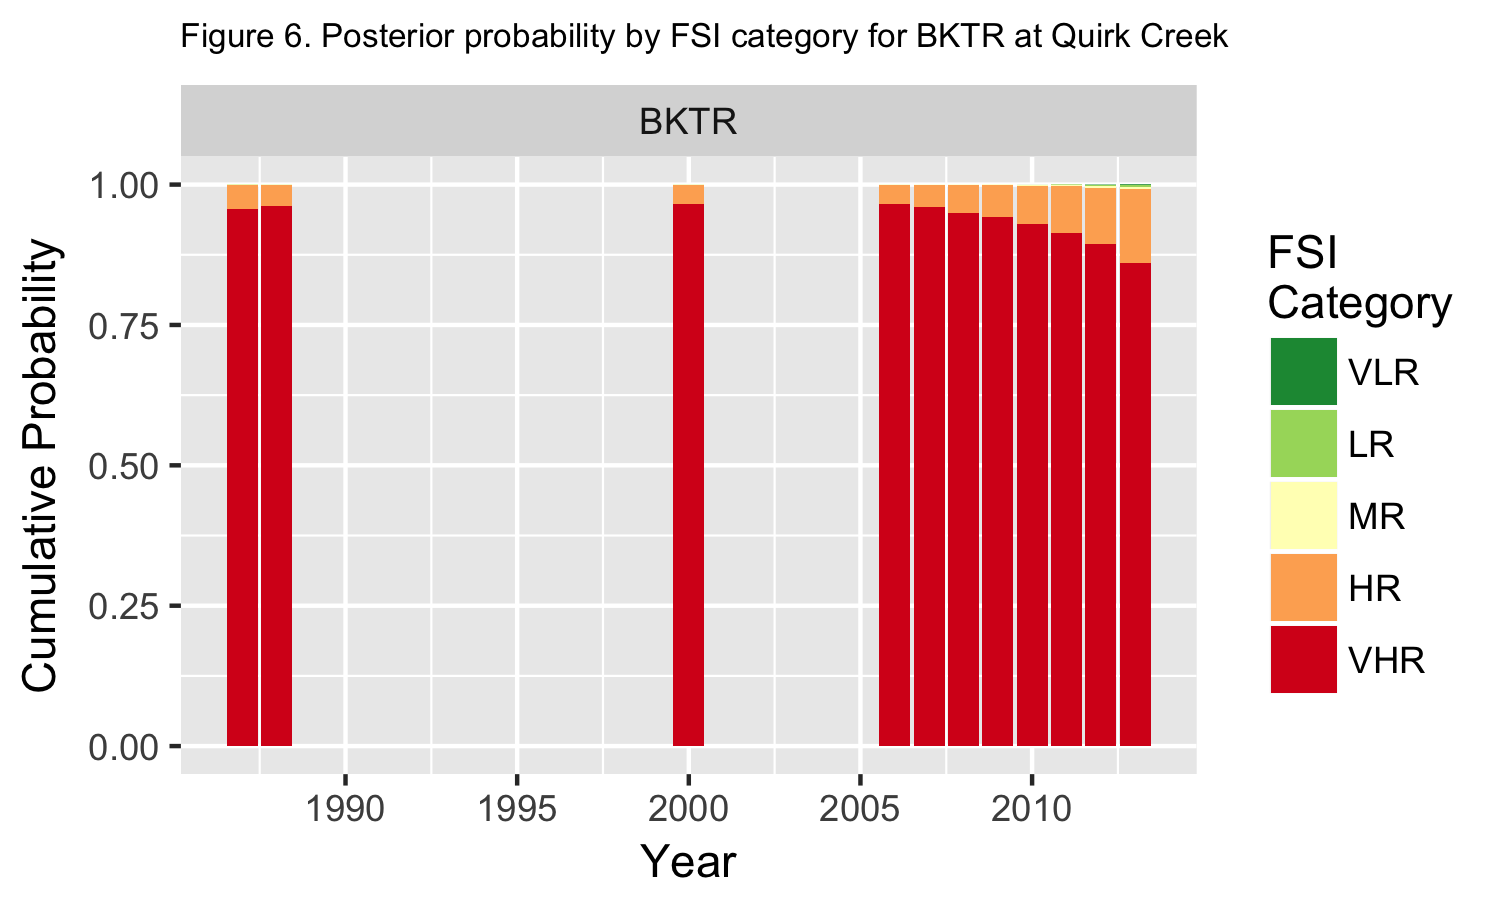 Figure 6. Posterior probability by FSI category for BKTR at Quirk Creek
BKTR
1.00
0.75
0.50
0.25
0.00
Cumulative Probability
1990 1995 2000 2005 2010
Year
FSI
Category
VLR
LR
MR
HR
VHR